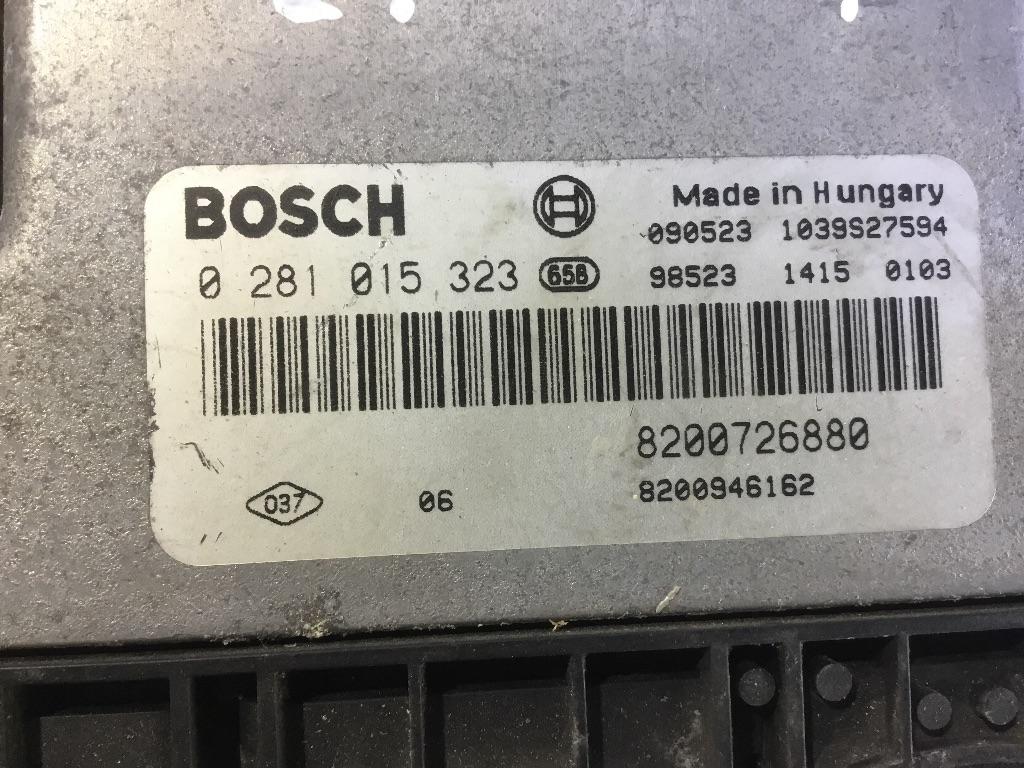 BOSCH
Made in Hungary
090523 1039S27594
0 281 015 323 658 98523 1415 0103
8200726880
037 06 8200946162